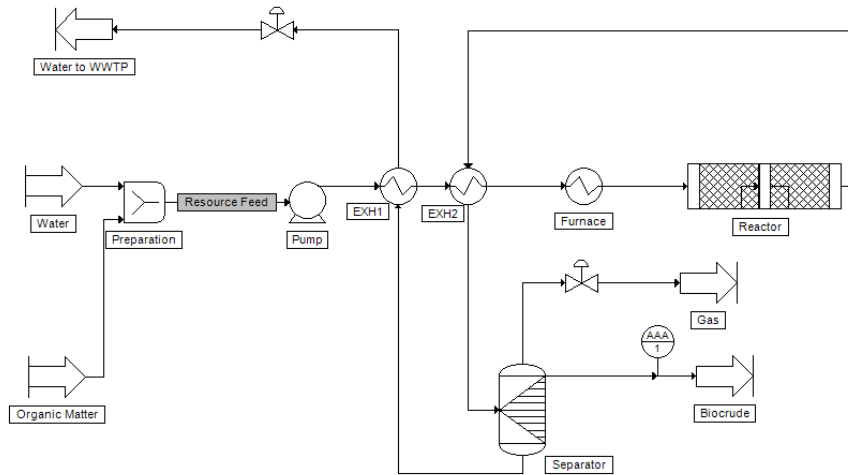 Water to WWTP
Water
Preparation
Resource Feed
Pump
EXH1
EXH2
Furnace
Reactor
Gas
AAA
1
Organic Matter
Biocrude
Separator